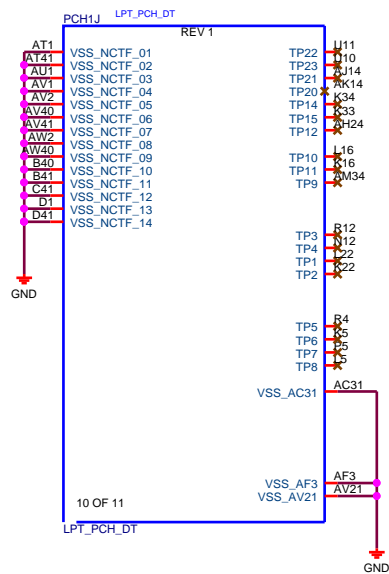 PCH1J LPT_PCH_DT
REV 1
AT1 VSS_NCTF_01
AT41 VSS_NCTF_02
AU1 VSS_NCTF_03
AV1 VSS_NCTF_04
AV2 VSS_NCTF_05
AV40 VSS_NCTF_06
AV41 VSS_NCTF_07
AW2 VSS_NCTF_08
AW40 VSS_NCTF_09
B40 VSS_NCTF_10
B41 VSS_NCTF_11
C41 VSS_NCTF_12
D1 VSS_NCTF_13
D41 VSS_NCTF_14
GND
TP22 U11
TP23 U10
TP21 AJ14
TP20 AK14
TP14 K34
TP15 K33
TP12 AH24
TP10 L16
TP11 K16
TP9 AM34
TP3 R12
TP4 N12
TP1 L22
TP2 K22
TP5 R4
TP6 K5
TP7 P5
TP8 L5
VSS_AC31 AC31
VSS_AF3 AF3
VSS_AV21 AV21
10 OF 11
LPT_PCH_DT
GND